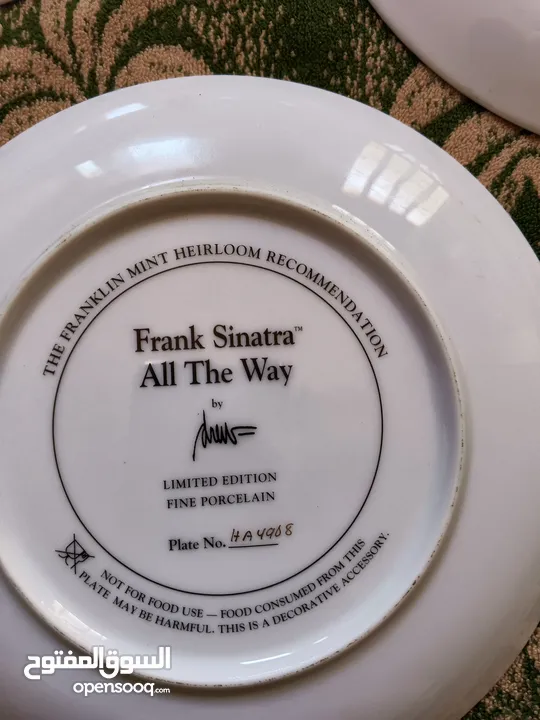 THE FRANKLIN MINT HEIRLOOM RECOMMENDATION
Frank Sinatra™
All The Way
by
LIMITED EDITION
FINE PORCELAIN
Plate No. HA4908
NOT FOR FOOD USE — FOOD CONSUMED FROM THIS
PLATE MAY BE HARMFUL. THIS IS A DECORATIVE ACCESSORY.
السوق المفتوح
opensooq.com